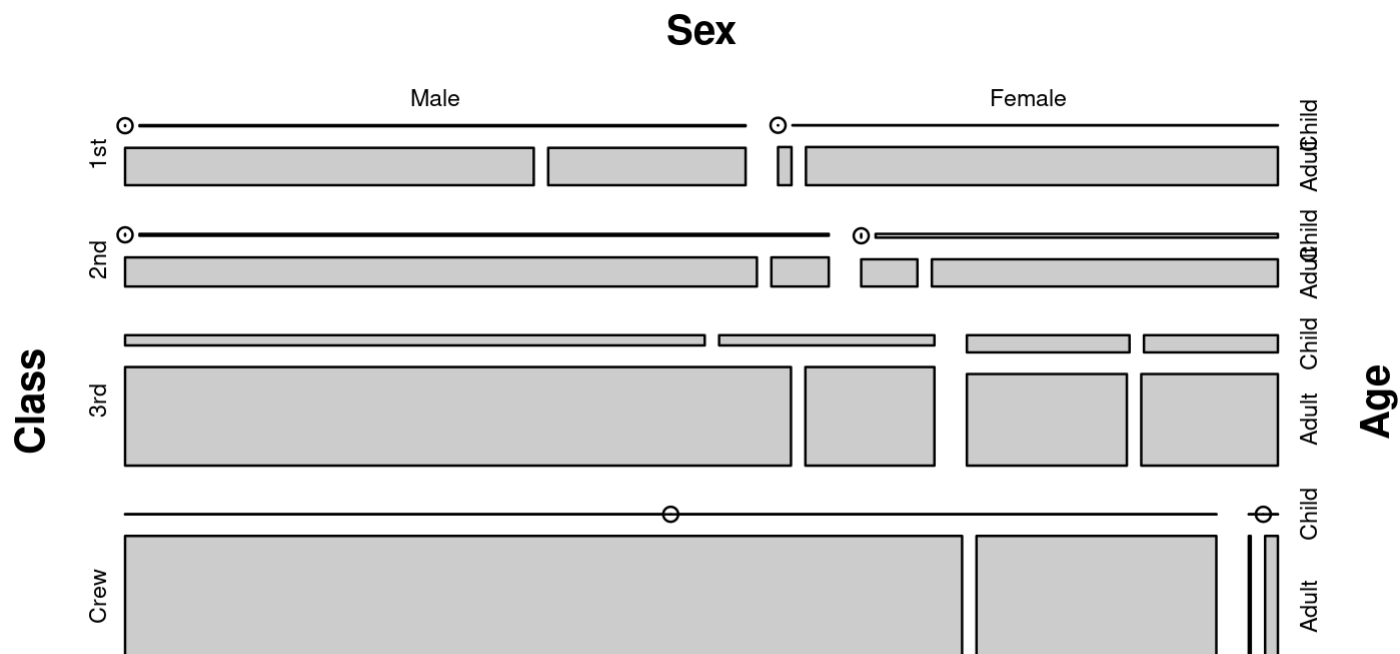 Sex
Male
Female
Class
1st
2nd
3rd
Crew
Child
Adult
Child
Adult
Child
Adult
Child
Adult
Age